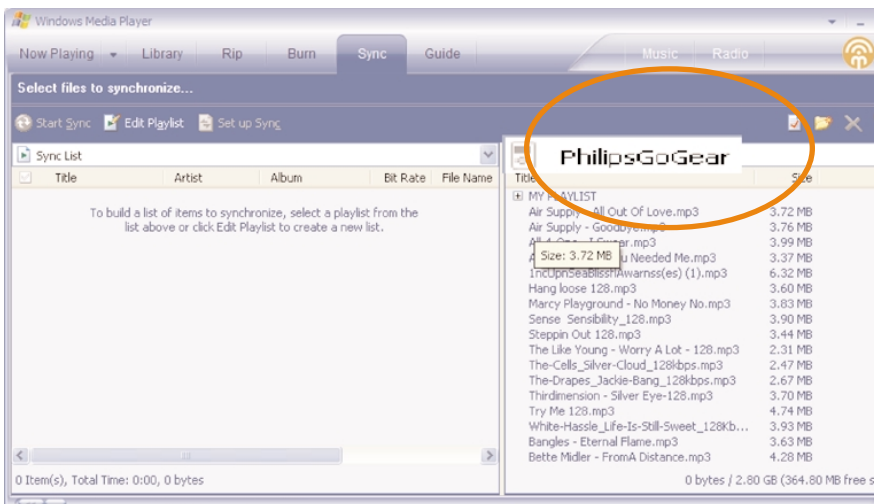 Windows Media Player
Now Playing Library Rip Burn Sync Guide Music Radio
Select files to synchronize...
Start Sync Edit Playlist Set up Sync
Sync List
PhilipsGoGear
Title Artist Album Bit Rate File Name
To build a list of items to synchronize, select a playlist from the
list above or click Edit Playlist to create a new list.
Title Size
MY PLAYLIST
Air Supply - All Out Of Love.mp3 3.72 MB
Air Supply - Goodbye.mp3 3.76 MB
All-4-One - I Swear.mp3 3.99 MB
Size: 3.72 MB
u Needed Me.mp3 3.37 MB
(1).mp3 6.32 MB
Hang loose 128.mp3 3.60 MB
Marcy Playground - No Money No.mp3 3.83 MB
Sense Sensibility_128.mp3 3.90 MB
Steppin Out 128.mp3 3.44 MB
The Like Young - Worry A Lot - 128.mp3 2.31 MB
The-Cells_Silver-Cloud_128kbps.mp3 2.47 MB
The-Drapes_Jackie-Bang_128kbps.mp3 2.67 MB
Thirdimension - Silver Eye-128.mp3 3.70 MB
Try Me 128.mp3 4.74 MB
White-Hassle_Life-Is-Still-Sweet_128Kb... 3.93 MB
Bangles - Eternal Flame.mp3 3.63 MB
Bette Midler - FromA Distance.mp3 4.28 MB
0 Item(s), Total Time: 0:00, 0 bytes
0 bytes / 2.80 GB (364.80 MB free s